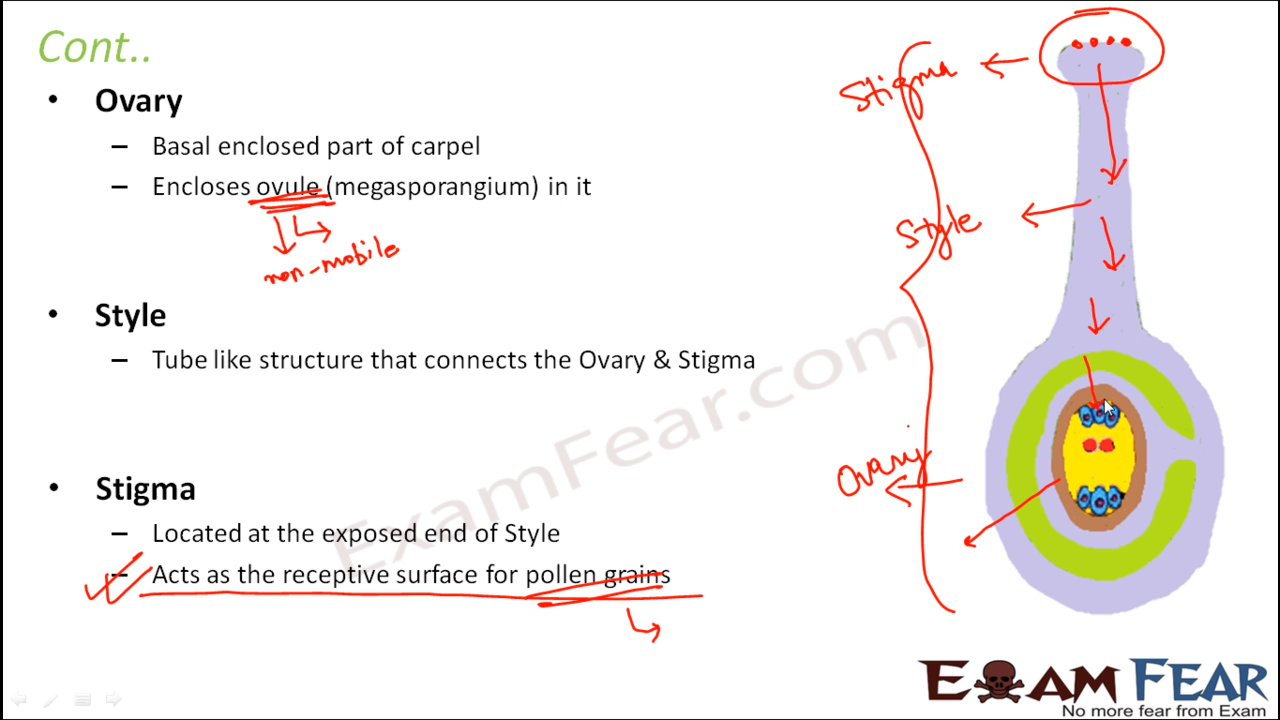 Cont..
• Ovary
– Basal enclosed part of carpel
– Encloses ovule (megasporangium) in it
non-mobile
• Style
– Tube like structure that connects the Ovary & Stigma
• Stigma
– Located at the exposed end of Style
– Acts as the receptive surface for pollen grains
Stigma
Style
Ovary
ExamFear.com
EXAM FEAR
No more fear from Exam